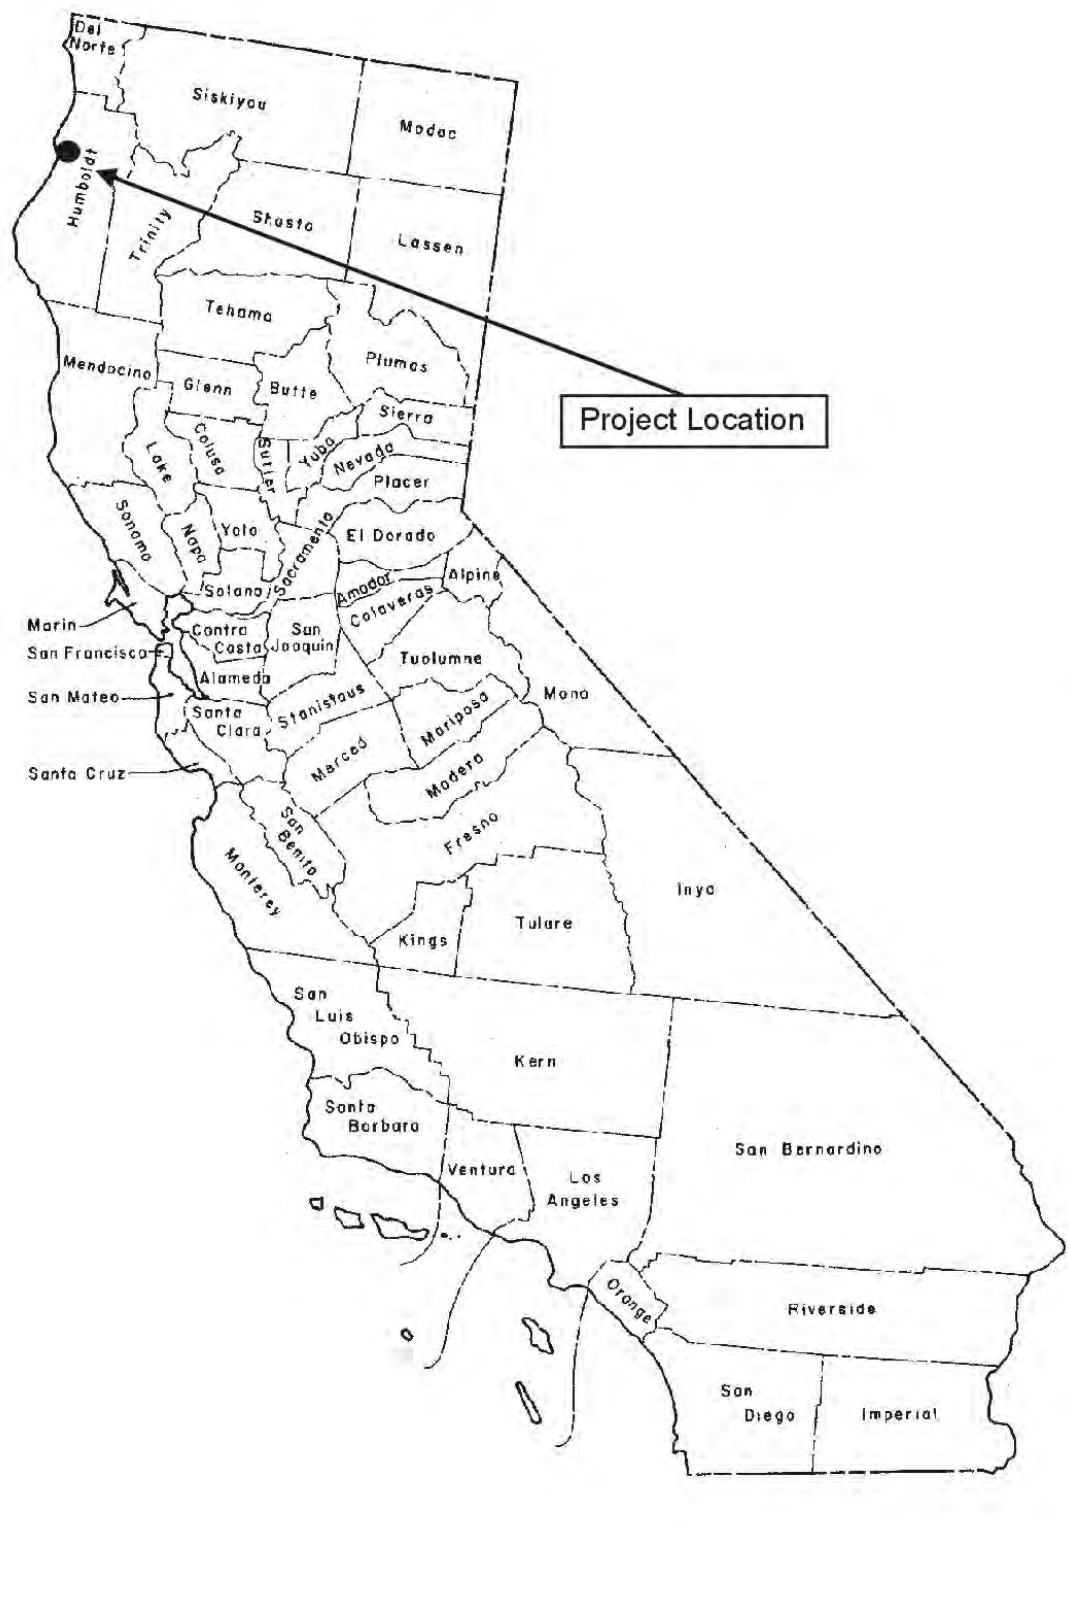 Del
Norte
Siskiyou
Modoc
Humboldt
Trinity
Shasta
Lassen
Tehama
Plumas
Mendocino
Glenn
Butte
Sierra
Lake
Colusa
Sutter
Yuba
Nevada
Placer
Project Location
Sonoma
Napa
Yolo
Sacramento
El Dorado
Solano
Amador
Alpine
Calaveras
Marin
Contra
Costa
San
Joaquin
San Francisco
Tuolumne
Alameda
San Mateo
Mono
Santa
Clara
Stanislaus
Mariposa
Merced
Madera
Santa Cruz
San
Benito
Fresno
Monterey
Inyo
Tulare
Kings
San
Luis
Obispo
Kern
Santa
Barbara
San Bernardino
Ventura
Los
Angeles
Orange
Riverside
San
Diego
Imperial